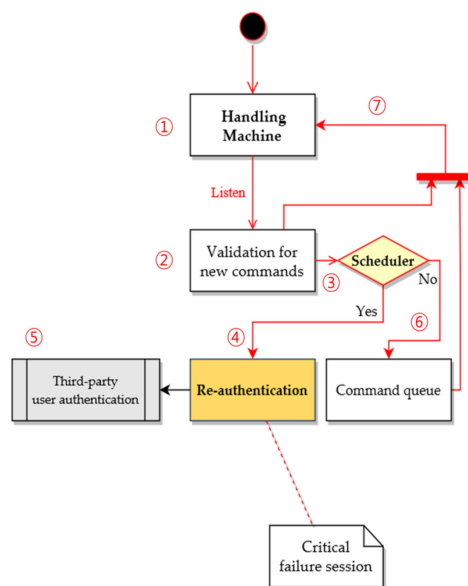 ⑦
①
Handling
Machine
Listen
②
Validation for
new commands
③
Scheduler
No
Yes
⑤
④
⑥
Third-party
user authentication
Re-authentication
Command queue
Critical
failure session